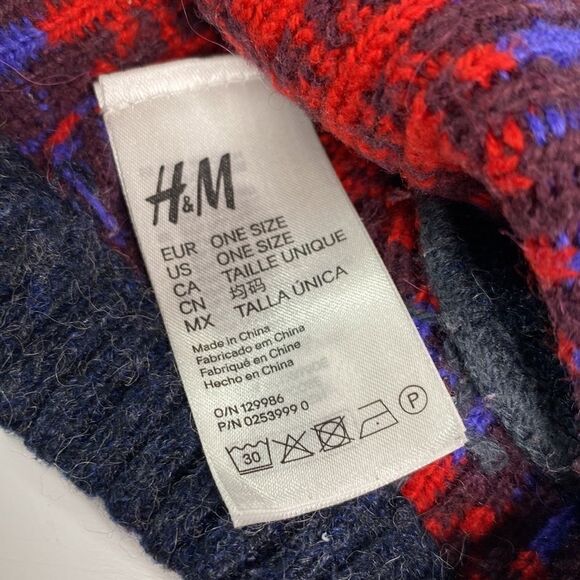 H&M
EUR ONE SIZE
US ONE SIZE
CA TAILLE UNIQUE
CN 均码
MX TALLA ÚNICA
Made in China
Fabricado em China
Fabriqué en Chine
Hecho en China
O/N 129986
P/N 0253999 0
30 P